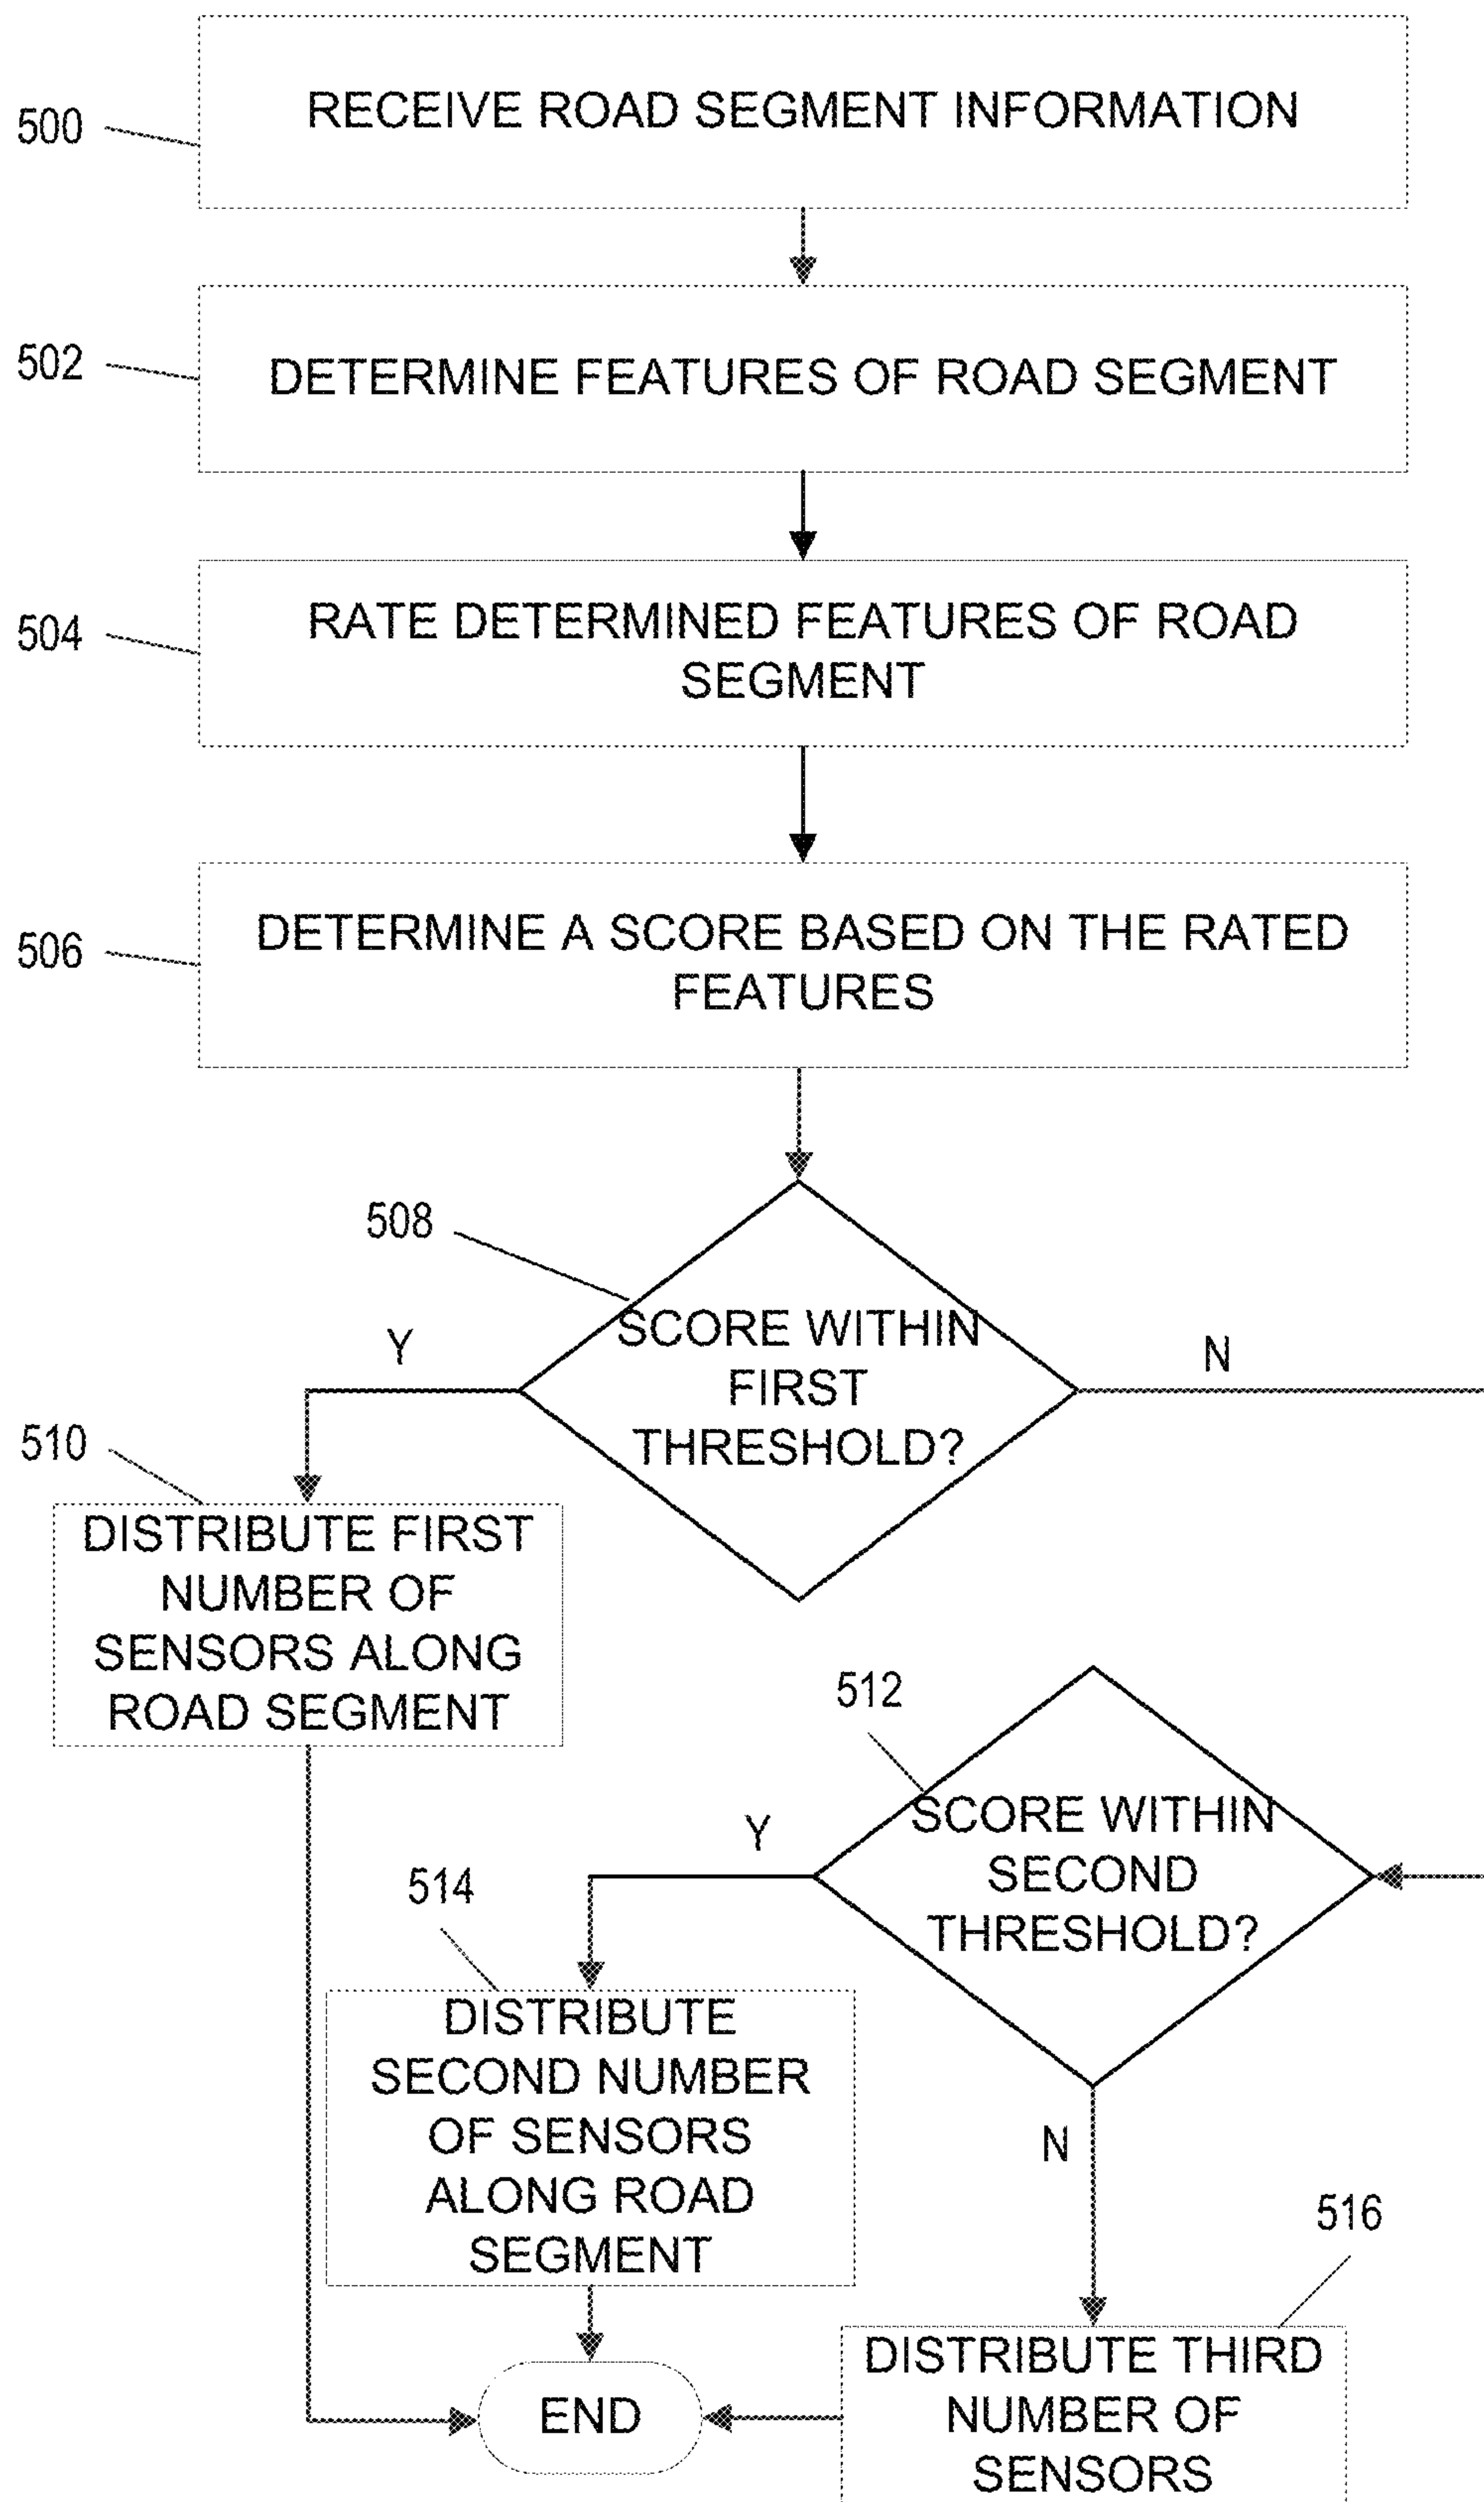 500
RECEIVE ROAD SEGMENT INFORMATION
502
DETERMINE FEATURES OF ROAD SEGMENT
504
RATE DETERMINED FEATURES OF ROAD
SEGMENT
506
DETERMINE A SCORE BASED ON THE RATED
FEATURES
508
SCORE WITHIN
FIRST
THRESHOLD?
Y
N
510
DISTRIBUTE FIRST
NUMBER OF
SENSORS ALONG
ROAD SEGMENT
512
SCORE WITHIN
SECOND
THRESHOLD?
Y
N
514
DISTRIBUTE
SECOND NUMBER
OF SENSORS
ALONG ROAD
SEGMENT
516
DISTRIBUTE THIRD
NUMBER OF
SENSORS
END